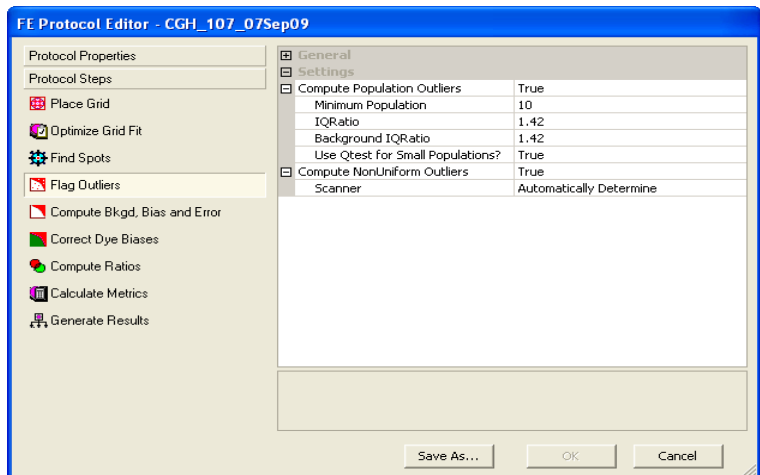 FE Protocol Editor - CGH_107_07Sep09
Protocol Properties
Protocol Steps
Place Grid
Optimize Grid Fit
Find Spots
Flag Outliers
Compute Bkgd, Bias and Error
Correct Dye Biases
Compute Ratios
Calculate Metrics
Generate Results
General
Settings
Compute Population Outliers True
Minimum Population 10
IQRatio 1.42
Background IQRatio 1.42
Use Qtest for Small Populations? True
Compute NonUniform Outliers True
Scanner Automatically Determine
Save As... OK Cancel